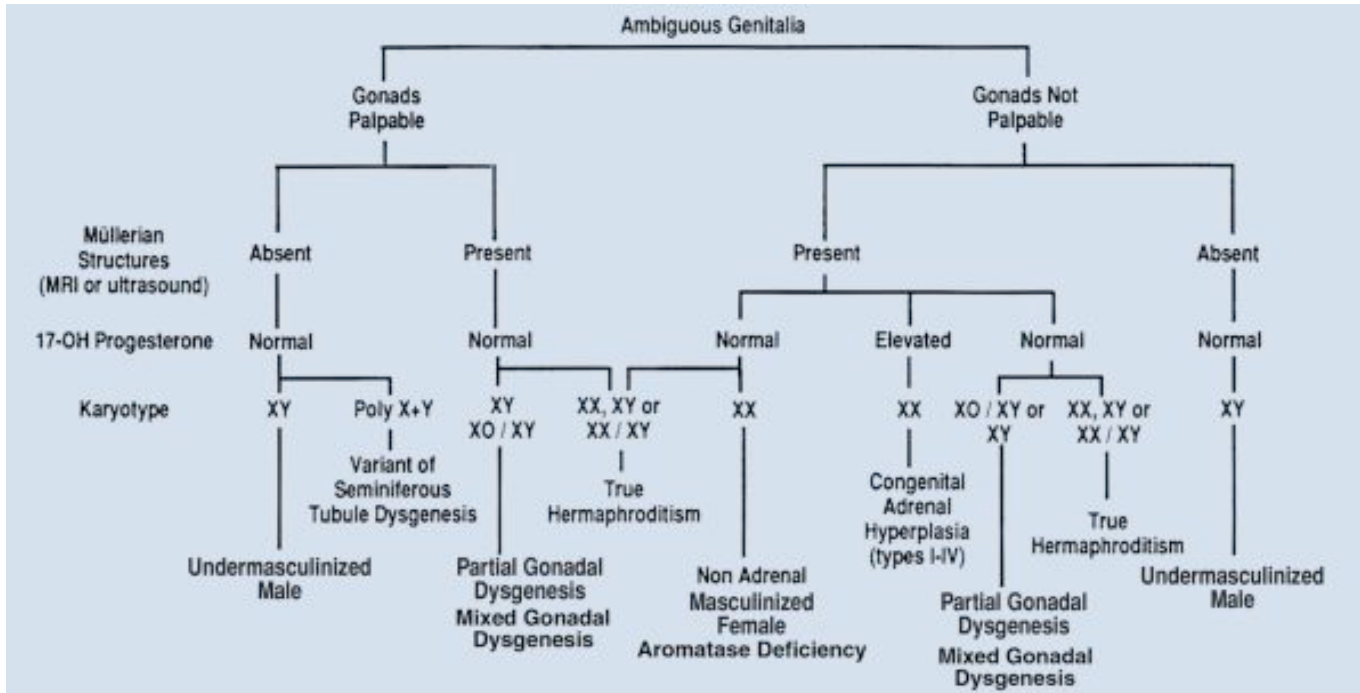 Ambiguous Genitalia
Gonads
Palpable
Gonads Not
Palpable
Müllerian
Structures
(MRI or ultrasound)
Absent
Present
Present
Absent
17-OH Progesterone
Normal
Normal
Normal
Elevated
Normal
Normal
Karyotype
XY
Poly X+Y
XY
XO / XY
XX, XY or
XX / XY
XX
XX
XO / XY or
XY
XX, XY or
XX / XY
XY
Variant of
Seminiferous
Tubule Dysgenesis
True
Hermaphroditism
Congenital
Adrenal
Hyperplasia
(types I-IV)
True
Hermaphroditism
Undermasculinized
Male
Partial Gonadal
Dysgenesis
Mixed Gonadal
Dysgenesis
Non Adrenal
Masculinized
Female
Aromatase Deficiency
Partial Gonadal
Dysgenesis
Mixed Gonadal
Dysgenesis
Undermasculinized
Male